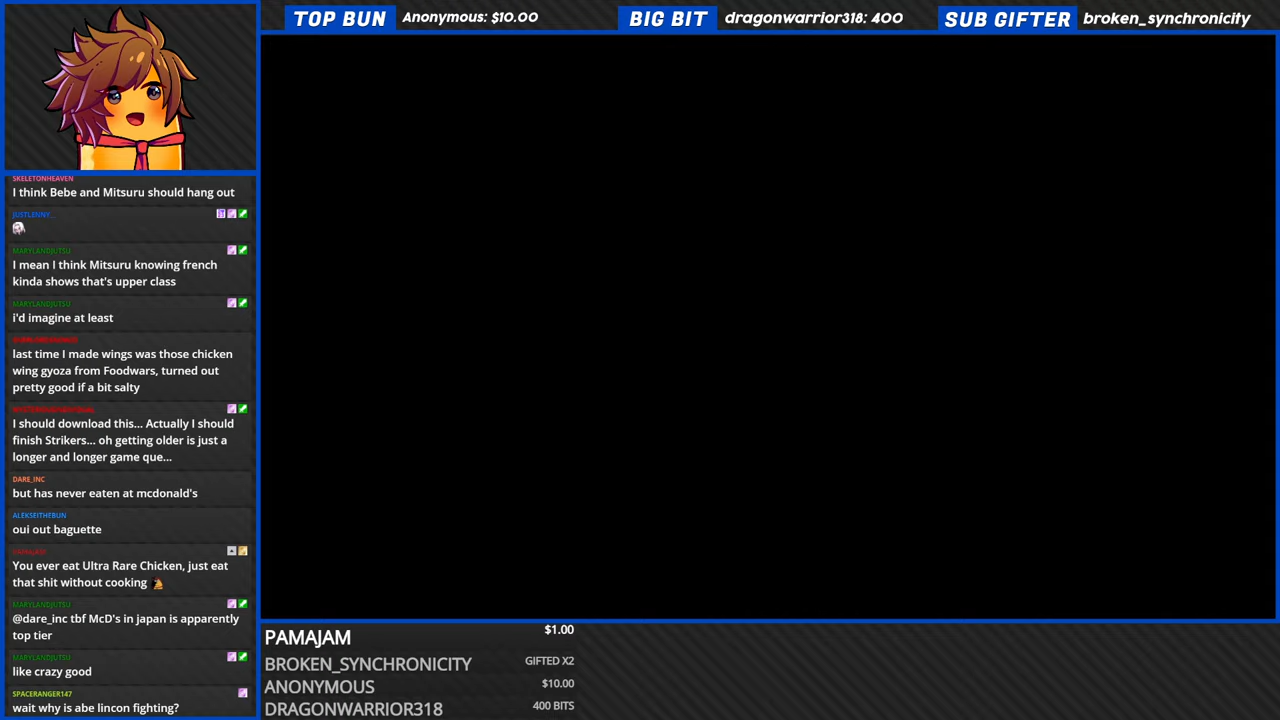 TOP BUN Anonymous: $10.00 BIG BIT dragonwarrior318: 400 SUB GIFTER broken_synchronicity
SKELETONHEAVEN
I think Bebe and Mitsuru should hang out
JUSTLENNY_
MARYLANDJUTSU
I mean I think Mitsuru knowing french
kinda shows that's upper class
MARYLANDJUTSU
i'd imagine at least
last time I made wings was those chicken
wing gyoza from Foodwars, turned out
pretty good if a bit salty
I should download this... Actually I should
finish Strikers... oh getting older is just a
longer and longer game que...
DARE_INC
but has never eaten at mcdonald's
ALEKSEITHEBUN
oui out baguette
You ever eat Ultra Rare Chicken, just eat
that shit without cooking
MARYLANDJUTSU
@dare_inc tbf McD's in japan is apparently
top tier
MARYLANDJUTSU
like crazy good
SPACERANGER147
wait why is abe lincon fighting?
PAMAJAM $1.00
BROKEN_SYNCHRONICITY GIFTED X2
ANONYMOUS $10.00
DRAGONWARRIOR318 400 BITS